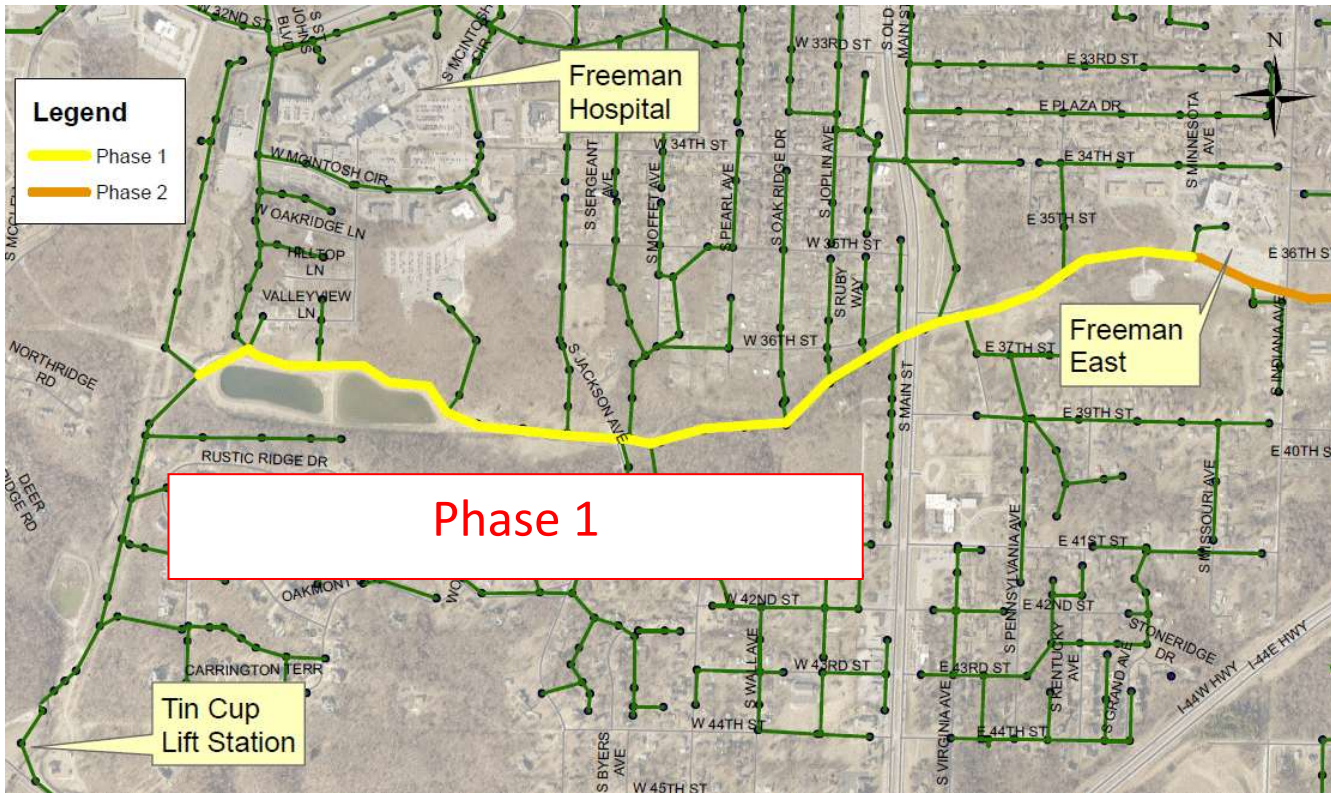 W 32ND ST
S ST
JOHNS
BLVD
S MCINTOSH
CIR
W 33RD ST
S OLD
MAIN ST
E 33RD ST
N
Freeman
Hospital
Legend
Phase 1
Phase 2
E PLAZA DR
S MINNESOTA
AVE
W 34TH ST
E 34TH ST
W MCINTOSH CIR
S SERGEANT
AVE
S MOFFET AVE
S PEARL AVE
S OAK RIDGE DR
S JOPLIN AVE
W OAKRIDGE LN
E 35TH ST
W 35TH ST
HILLTOP
LN
E 36TH ST
VALLEYVIEW
LN
S RUBY
WAY
Freeman
East
S INDIANA AVE
W 36TH ST
E 37TH ST
NORTHRIDGE
RD
S JACKSON AVE
S MAIN ST
E 39TH ST
RUSTIC RIDGE DR
E 40TH ST
DEER
RIDGE RD
S MISSOURI AVE
Phase 1
S PENNSYLVANIA AVE
E 41ST ST
OAKMONT
WO
W 42ND ST
E 42ND ST
STONERIDGE
DR
S WALL AVE
W 43RD ST
E 43RD ST
S KENTUCKY
AVE
S GRAND AVE
CARRINGTON TERR
I-44W HWY
I-44E HWY
Tin Cup
Lift Station
S VIRGINIA AVE
W 44TH ST
E 44TH ST
S BYERS
AVE
W 45TH ST